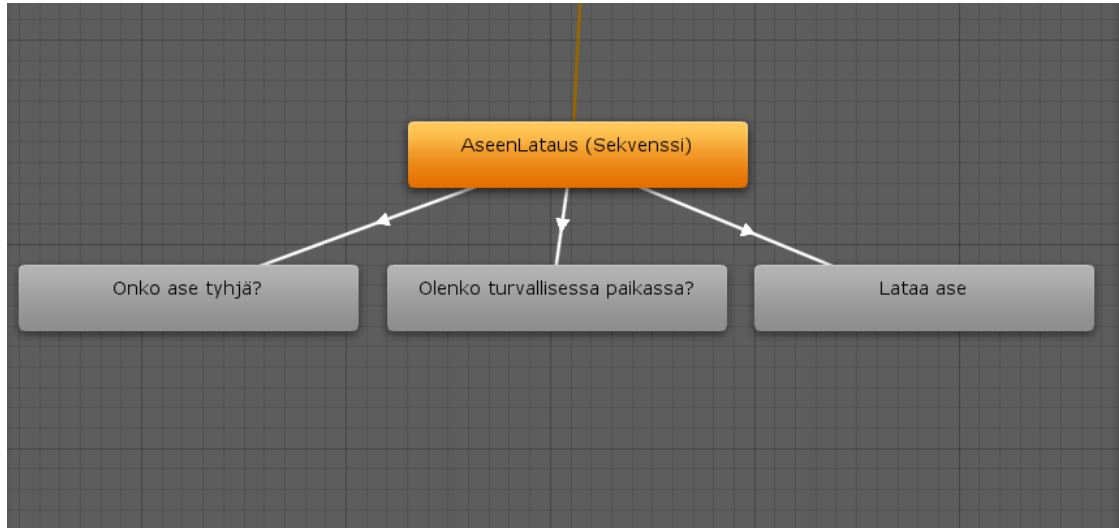 AseenLataus (Sekvenssi)
Onko ase tyhjä?
Olenko turvallisessa paikassa?
Lataa ase